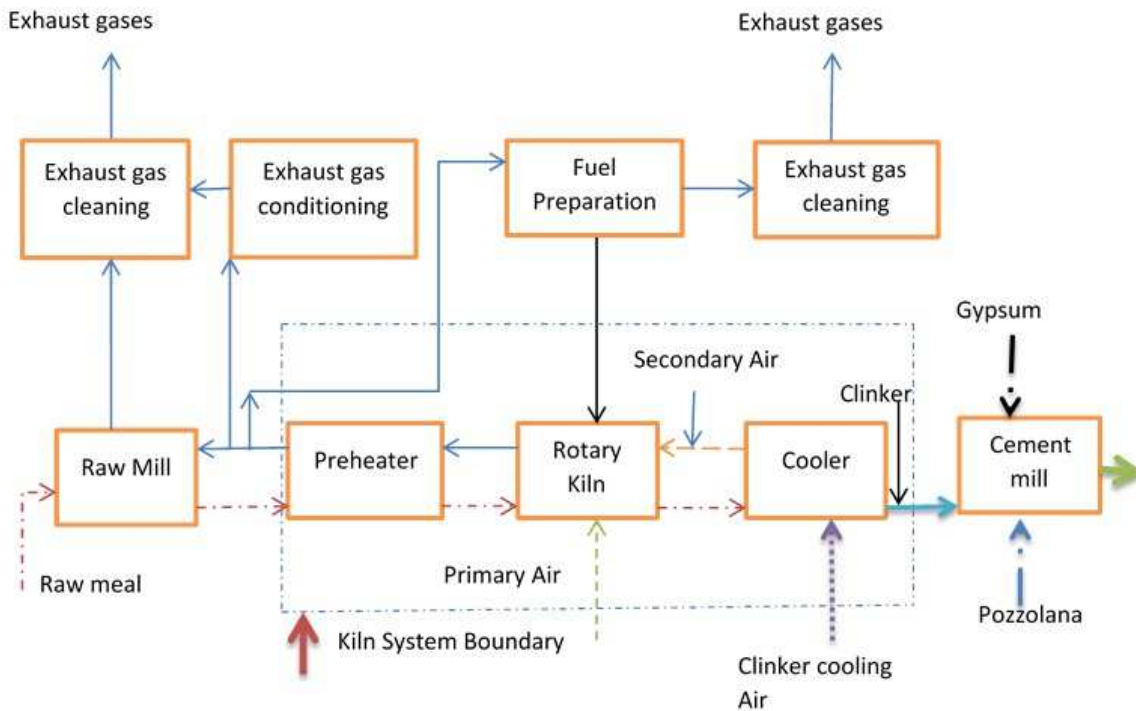 Exhaust gases
Exhaust gases
Exhaust gas
cleaning
Exhaust gas
conditioning
Fuel
Preparation
Exhaust gas
cleaning
Gypsum
Secondary Air
Clinker
Raw Mill
Preheater
Rotary
Kiln
Cooler
Cement
mill
Raw meal
Primary Air
Kiln System Boundary
Pozzolana
Clinker cooling
Air